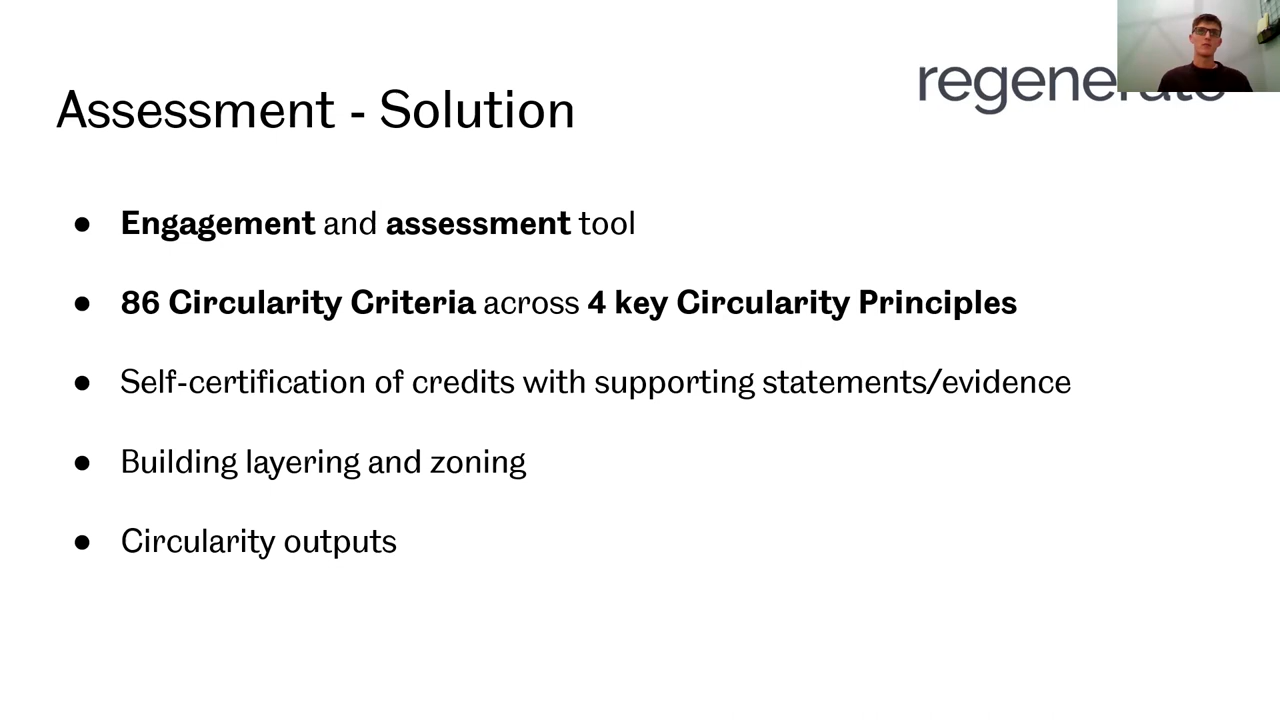 regenerate
Assessment - Solution
● Engagement and assessment tool
● 86 Circularity Criteria across 4 key Circularity Principles
● Self-certification of credits with supporting statements/evidence
● Building layering and zoning
● Circularity outputs